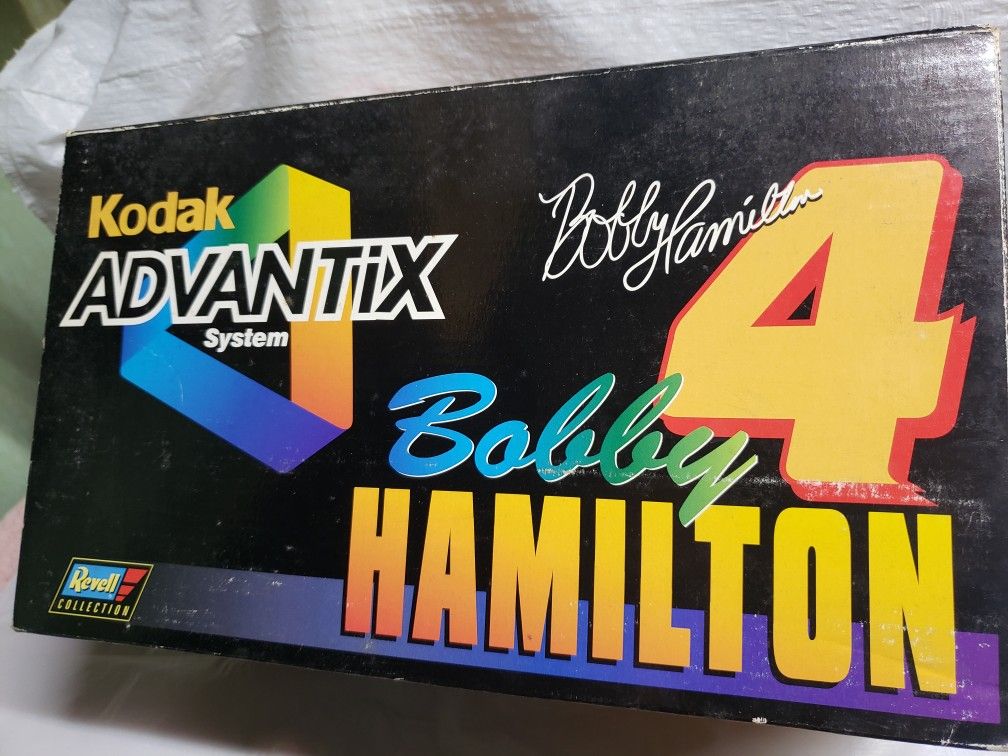 Kodak
ADVANTiX
System
Bobby Hamilton
4
Bobby
HAMILTON
Revell
COLLECTION